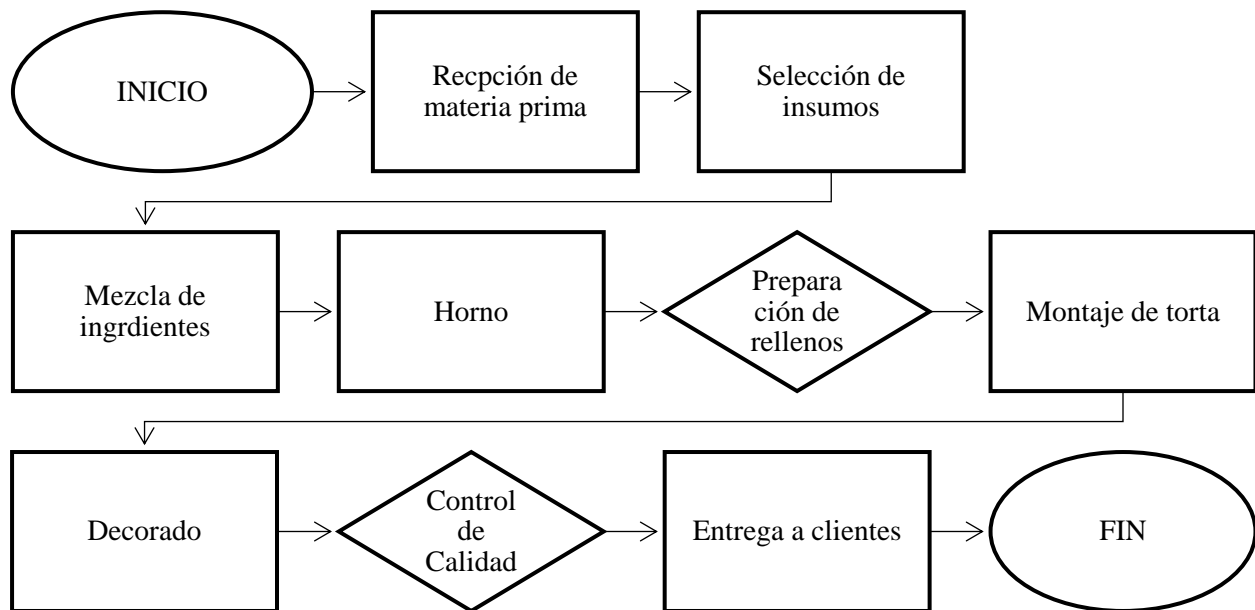 INICIO
Recpción de
materia prima
Selección de
insumos
Mezcla de
ingrdientes
Horno
Prepara
ción de
rellenos
Montaje de torta
Decorado
Control
de
Calidad
Entrega a clientes
FIN